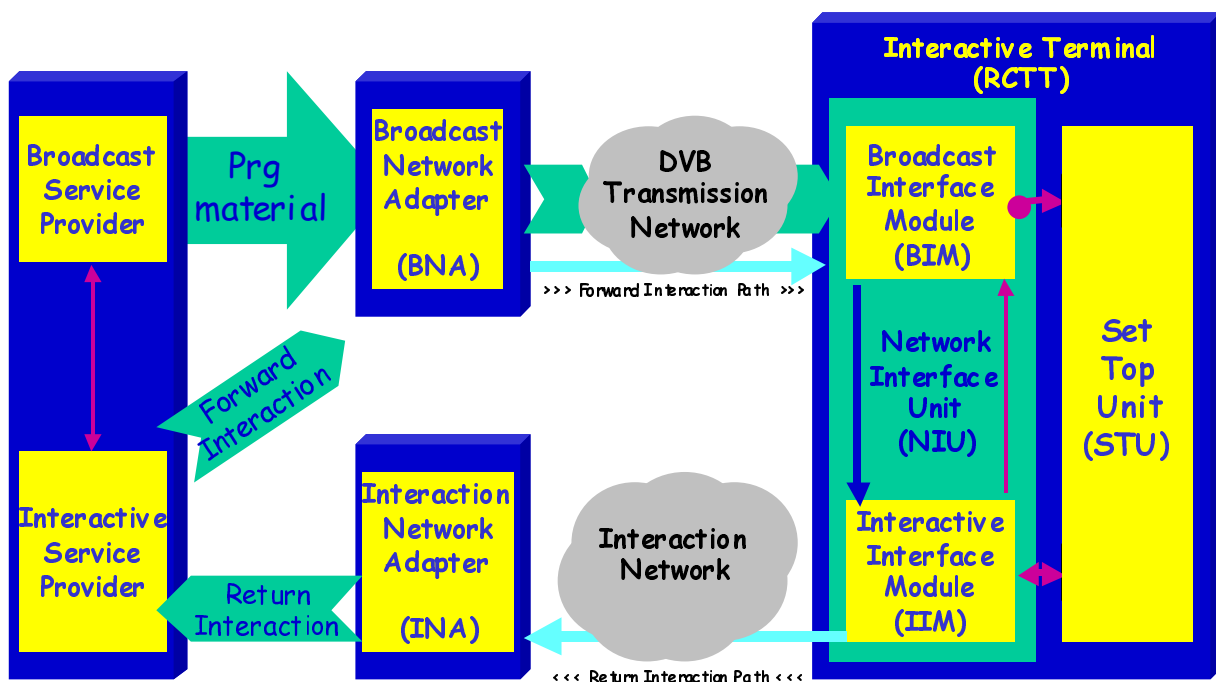 Interactive Terminal
(RCTT)
Broadcast
Service
Provider
Prg
material
Broadcast
Network
Adapter
(BNA)
DVB
Transmission
Network
Broadcast
Interface
Module
(BIM)
>>> Forward Interaction Path >>>
Forward
Interaction
Network
Interface
Unit
(NIU)
Set
Top
Unit
(STU)
Interactive
Service
Provider
Return
Interaction
Interaction
Network
Adapter
(INA)
Interaction
Network
Interactive
Interface
Module
(IIM)
<<< Return Interaction Path <<<